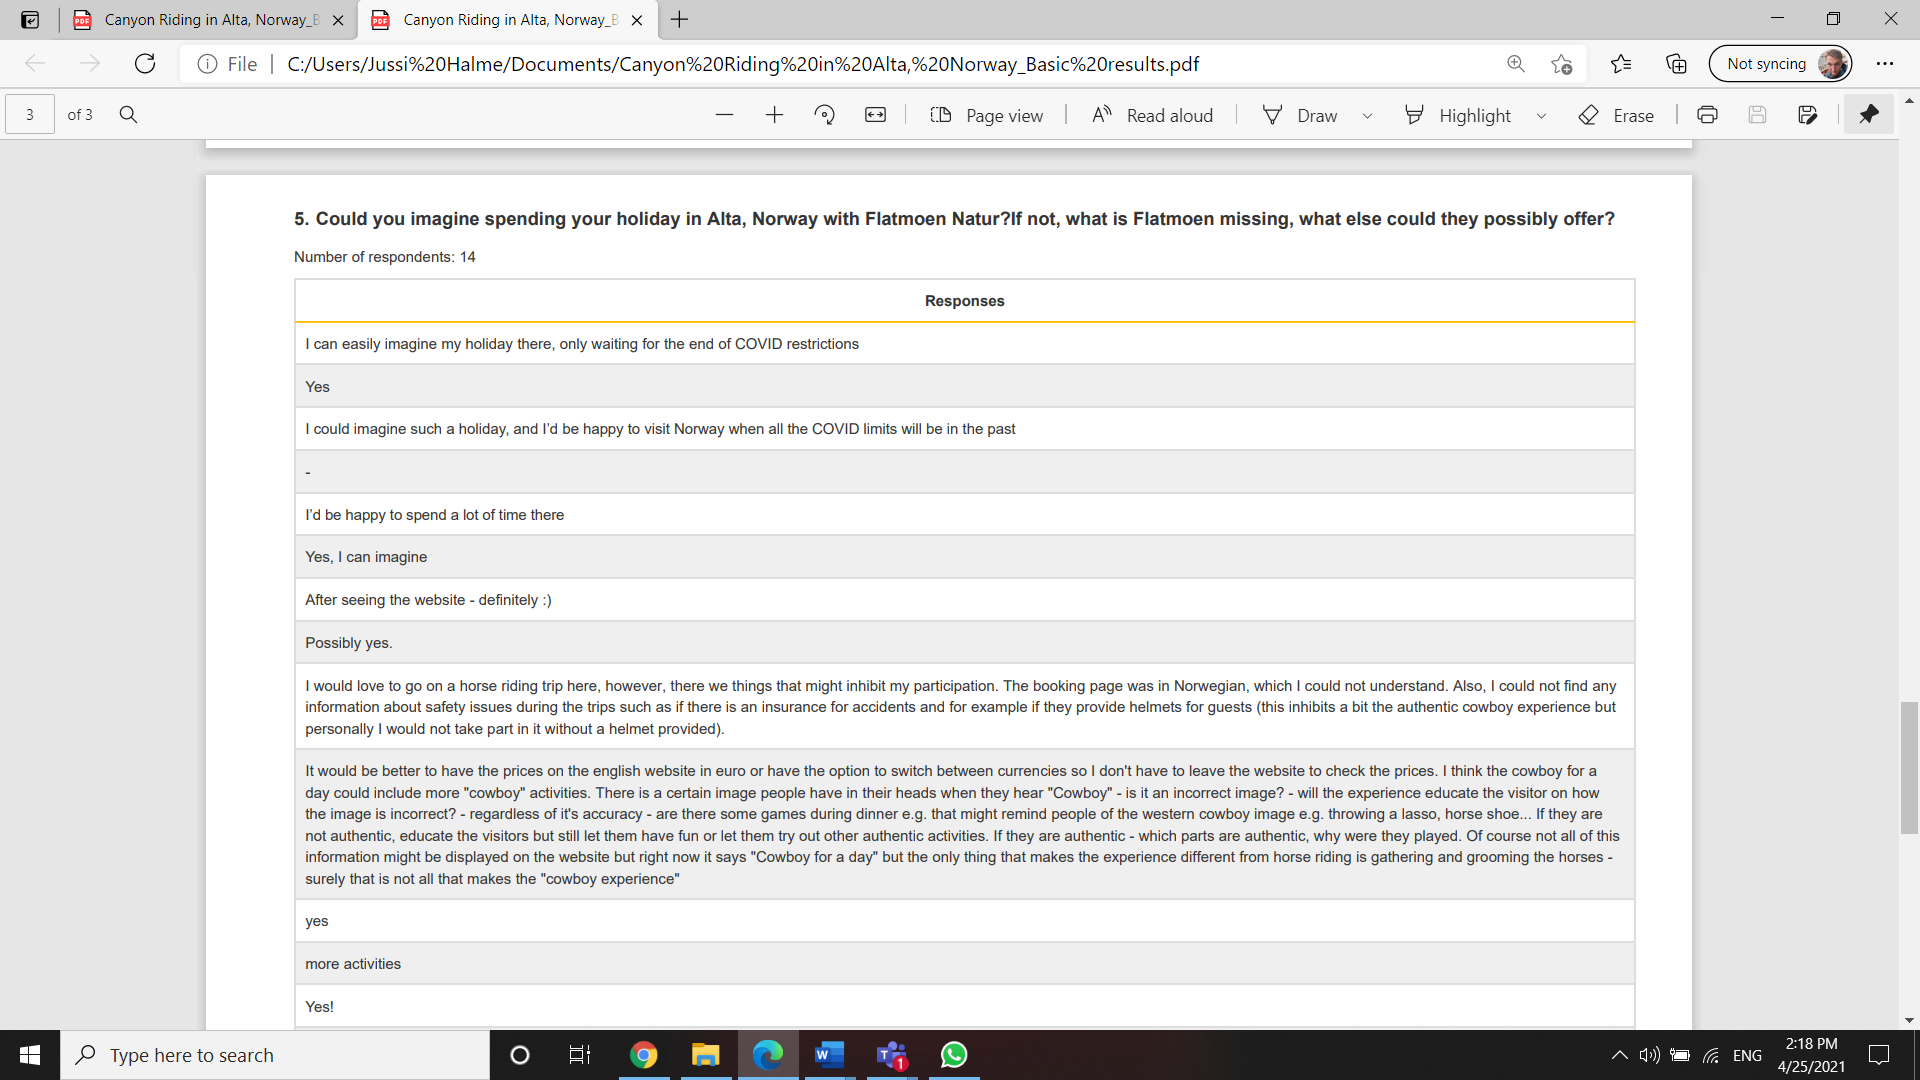 Canyon Riding in Alta, Norway_B
Canyon Riding in Alta, Norway_B
File
C:/Users/Jussi%20Halme/Documents/Canyon%20Riding%20in%20Alta,%20Norway_Basic%20results.pdf
Not syncing
3 of 3
Page view
Read aloud
Draw
Highlight
Erase
5. Could you imagine spending your holiday in Alta, Norway with Flatmoen Natur?If not, what is Flatmoen missing, what else could they possibly offer?
Number of respondents: 14
Responses
I can easily imagine my holiday there, only waiting for the end of COVID restrictions
Yes
I could imagine such a holiday, and I'd be happy to visit Norway when all the COVID limits will be in the past
-
I'd be happy to spend a lot of time there
Yes, I can imagine
After seeing the website - definitely :)
Possibly yes.
I would love to go on a horse riding trip here, however, there we things that might inhibit my participation. The booking page was in Norwegian, which I could not understand. Also, I could not find any
information about safety issues during the trips such as if there is an insurance for accidents and for example if they provide helmets for guests (this inhibits a bit the authentic cowboy experience but
personally I would not take part in it without a helmet provided).
It would be better to have the prices on the english website in euro or have the option to switch between currencies so I don't have to leave the website to check the prices. I think the cowboy for a
day could include more "cowboy" activities. There is a certain image people have in their heads when they hear "Cowboy" - is it an incorrect image? - will the experience educate the visitor on how
the image is incorrect? - regardless of it's accuracy - are there some games during dinner e.g. that might remind people of the western cowboy image e.g. throwing a lasso, horse shoe... If they are
not authentic, educate the visitors but still let them have fun or let them try out other authentic activities. If they are authentic - which parts are authentic, why were they played. Of course not all of this
information might be displayed on the website but right now it says "Cowboy for a day" but the only thing that makes the experience different from horse riding is gathering and grooming the horses -
surely that is not all that makes the "cowboy experience"
yes
more activities
Yes!
Type here to search
1
ENG
2:18 PM
4/25/2021